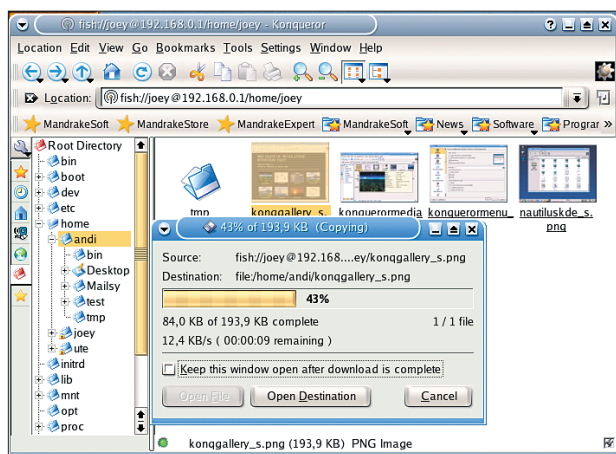 fish://joey@192.168.0.1/home/joey - Konqueror
Location Edit View Go Bookmarks Tools Settings Window Help
Location: fish://joey@192.168.0.1/home/joey
MandrakeSoft MandrakeStore MandrakeExpert MandrakeSoft News Software Prograr »
Root Directory
bin
boot
dev
etc
home
andi
bin
Desktop
Mailsy
test
tmp
joey
ute
initrd
lib
mnt
opt
proc
tmp konqgallery_s. konquerormedia konquerormenu_ nautiluskde_s.
png
43% of 193,9 KB (Copying)
Source: fish://joey@192.168....ey/konqgallery_s.png
Destination: file:/home/andi/konqgallery_s.png
43%
84,0 KB of 193,9 KB complete 1 / 1 file
12,4 KB/s ( 00:00:09 remaining )
Keep this window open after download is complete
Open File Open Destination Cancel
konqgallery_s.png (193,9 KB) PNG Image